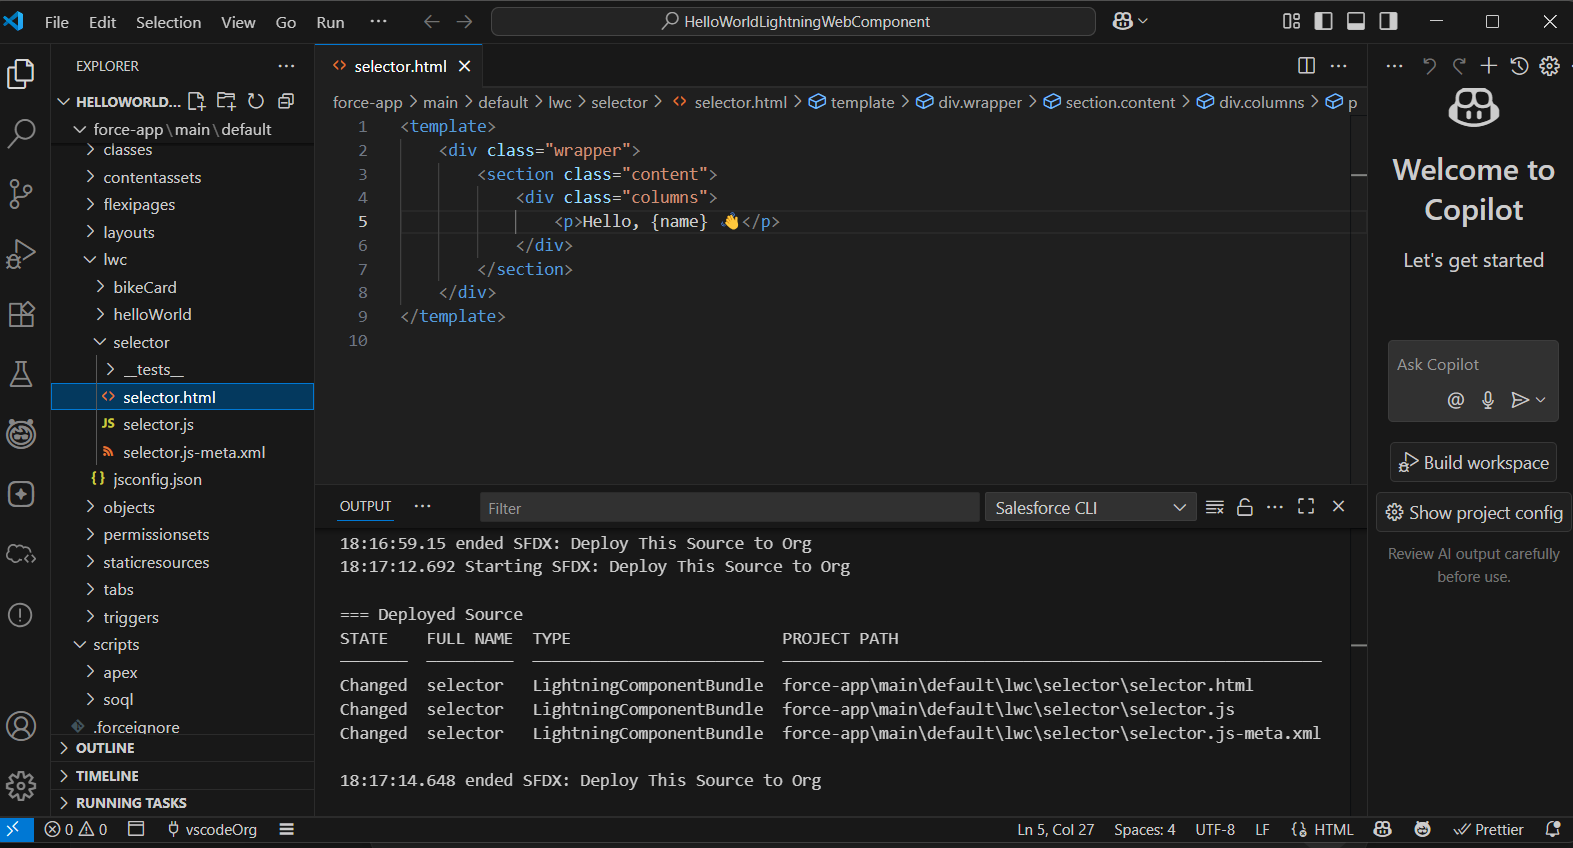 File Edit Selection View Go Run ···
HelloWorldLightningWebComponent
EXPLORER ···
HELLOWORLD...
force-app\main\default
classes
contentassets
flexipages
layouts
lwc
bikeCard
helloWorld
selector
__tests__
selector.html
JS selector.js
selector.js-meta.xml
{} jsconfig.json
objects
permissionsets
staticresources
tabs
triggers
scripts
apex
soql
.forceignore
OUTLINE
TIMELINE
RUNNING TASKS
selector.html
force-app > main > default > lwc > selector > selector.html > template > div.wrapper > section.content > div.columns > p
1 <template>
2 <div class="wrapper">
3 <section class="content">
4 <div class="columns">
5 <p>Hello, {name} 👋</p>
6 </div>
7 </section>
8 </div>
9 </template>
10
OUTPUT ··· Filter Salesforce CLI
18:16:59.15 ended SFDX: Deploy This Source to Org
18:17:12.692 Starting SFDX: Deploy This Source to Org
=== Deployed Source
STATE FULL NAME TYPE PROJECT PATH
Changed selector LightningComponentBundle force-app\main\default\lwc\selector\selector.html
Changed selector LightningComponentBundle force-app\main\default\lwc\selector\selector.js
Changed selector LightningComponentBundle force-app\main\default\lwc\selector\selector.js-meta.xml
18:17:14.648 ended SFDX: Deploy This Source to Org
Welcome to
Copilot
Let's get started
Ask Copilot
@
Build workspace
Show project config
Review AI output carefully
before use.
0 0 vscodeOrg
Ln 5, Col 27 Spaces: 4 UTF-8 LF HTML Prettier